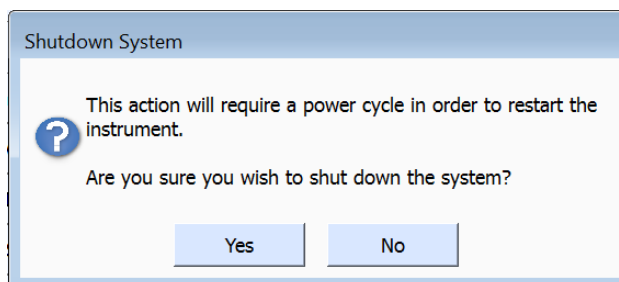 Shutdown System
This action will require a power cycle in order to restart the
instrument.
Are you sure you wish to shut down the system?
Yes
No